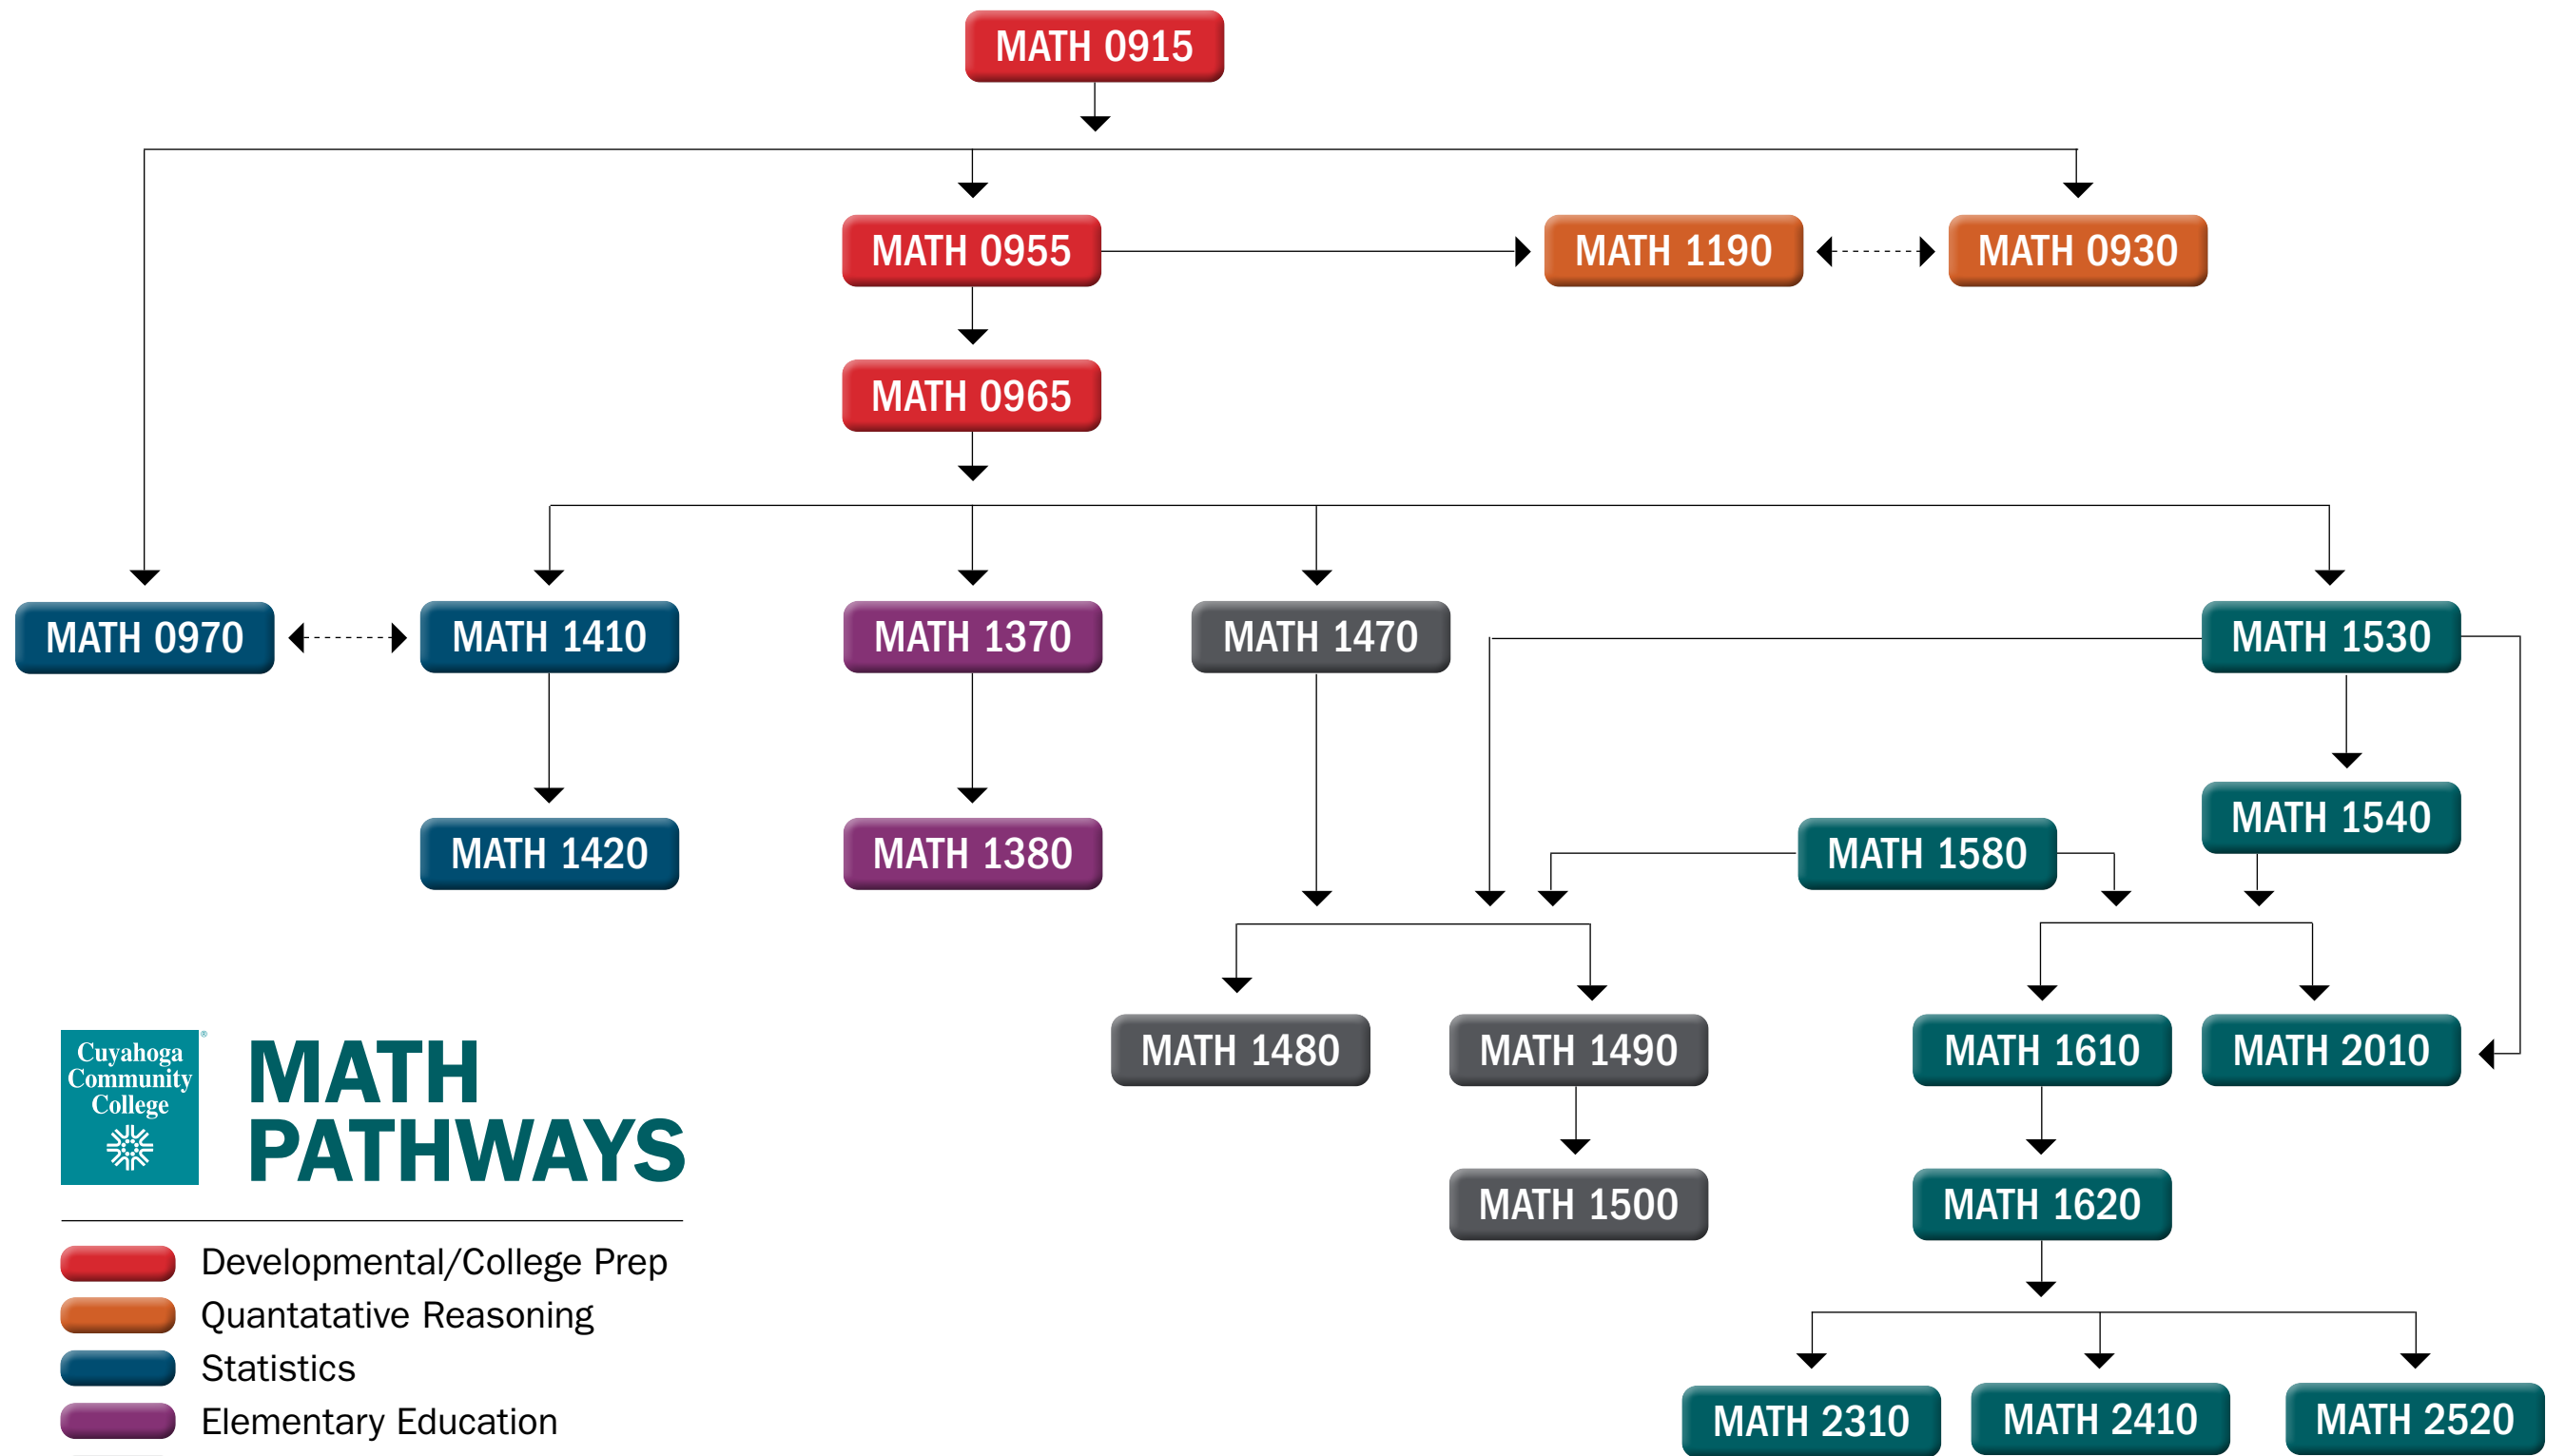 MATH 0915
MATH 0955
MATH 1190
MATH 0930
MATH 0965
MATH 0970
MATH 1410
MATH 1370
MATH 1470
MATH 1530
MATH 1540
MATH 1420
MATH 1380
MATH 1580
MATH 1480
MATH 1490
MATH 1610
MATH 2010
MATH 1500
MATH 1620
MATH 2310
MATH 2410
MATH 2520
Cuyahoga
Community
College
®
MATH
PATHWAYS
Developmental/College Prep
Quantatative Reasoning
Statistics
Elementary Education